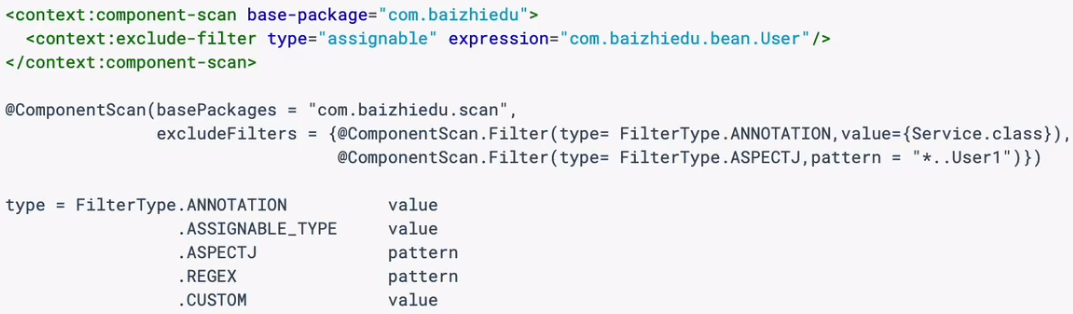 <context:component-scan base-package="com.baizhiedu">
  <context:exclude-filter type="assignable" expression="com.baizhiedu.bean.User"/>
</context:component-scan>
@ComponentScan(basePackages = "com.baizhiedu.scan",
               excludeFilters = {@ComponentScan.Filter(type= FilterType.ANNOTATION,value={Service.class}),
                                 @ComponentScan.Filter(type= FilterType.ASPECTJ,pattern = "*..User1")})
type = FilterType.ANNOTATION          value
                 .ASSIGNABLE_TYPE     value
                 .ASPECTJ             pattern
                 .REGEX               pattern
                 .CUSTOM              value